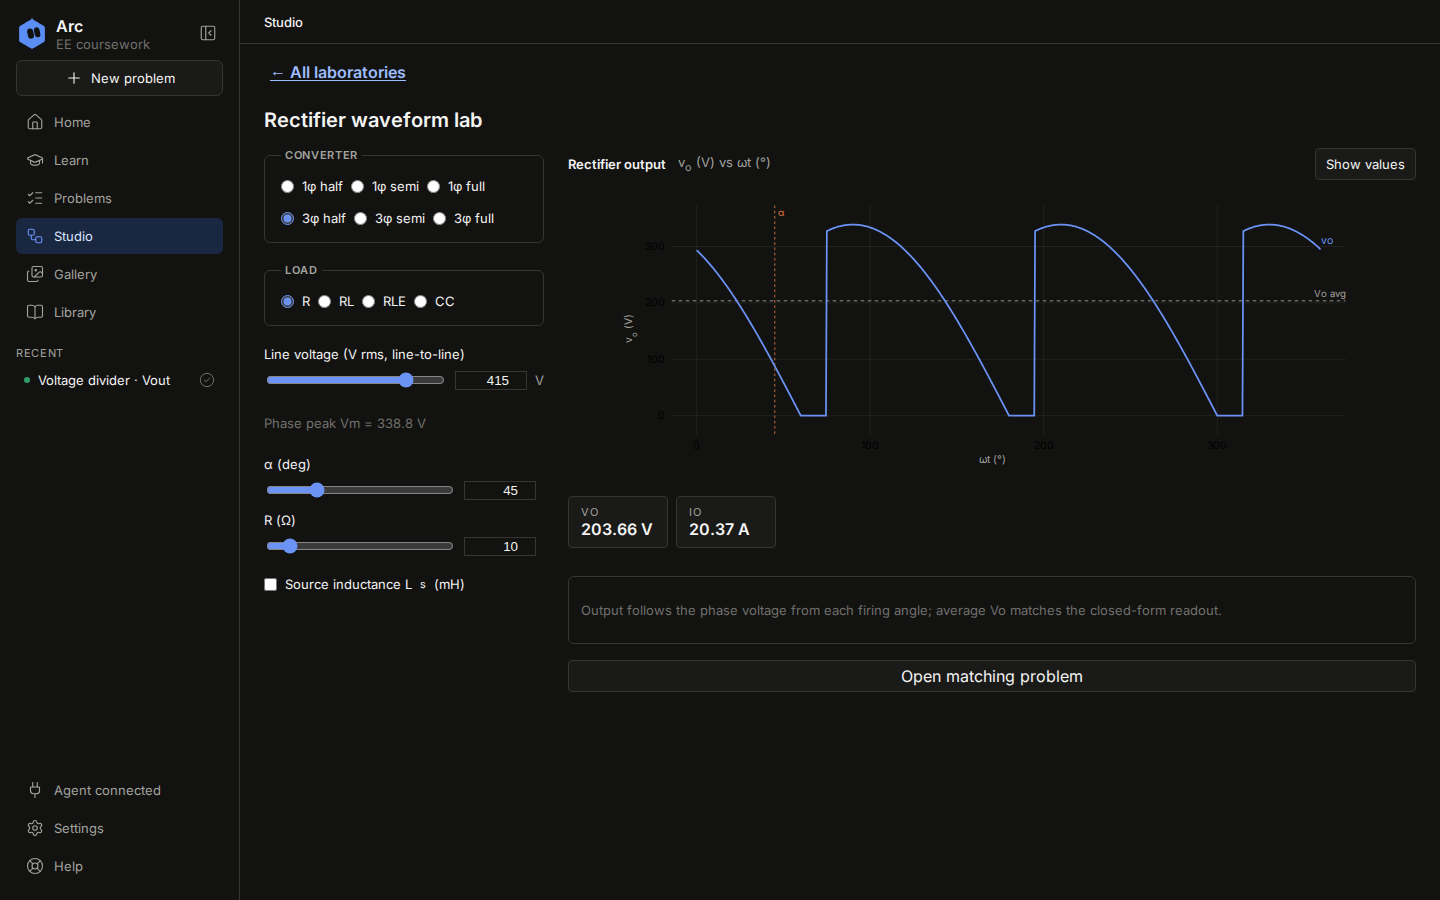 Arc
EE coursework
New problem
Home
Learn
Problems
Studio
Gallery
Library
RECENT
Voltage divider · Vout
Agent connected
Settings
Help
Studio
← All laboratories
Rectifier waveform lab
CONVERTER
1φ half 1φ semi 1φ full
3φ half 3φ semi 3φ full
LOAD
R RL RLE CC
Line voltage (V rms, line-to-line)
415 V
Phase peak Vm = 338.8 V
α (deg)
45
R (Ω)
10
Source inductance L s (mH)
Rectifier output vo (V) vs ωt (°)
Show values
α
300
200
100
0
vo (V)
vo
Vo avg
0 100 200 300
ωt (°)
VO
203.66 V
IO
20.37 A
Output follows the phase voltage from each firing angle; average Vo matches the closed-form readout.
Open matching problem